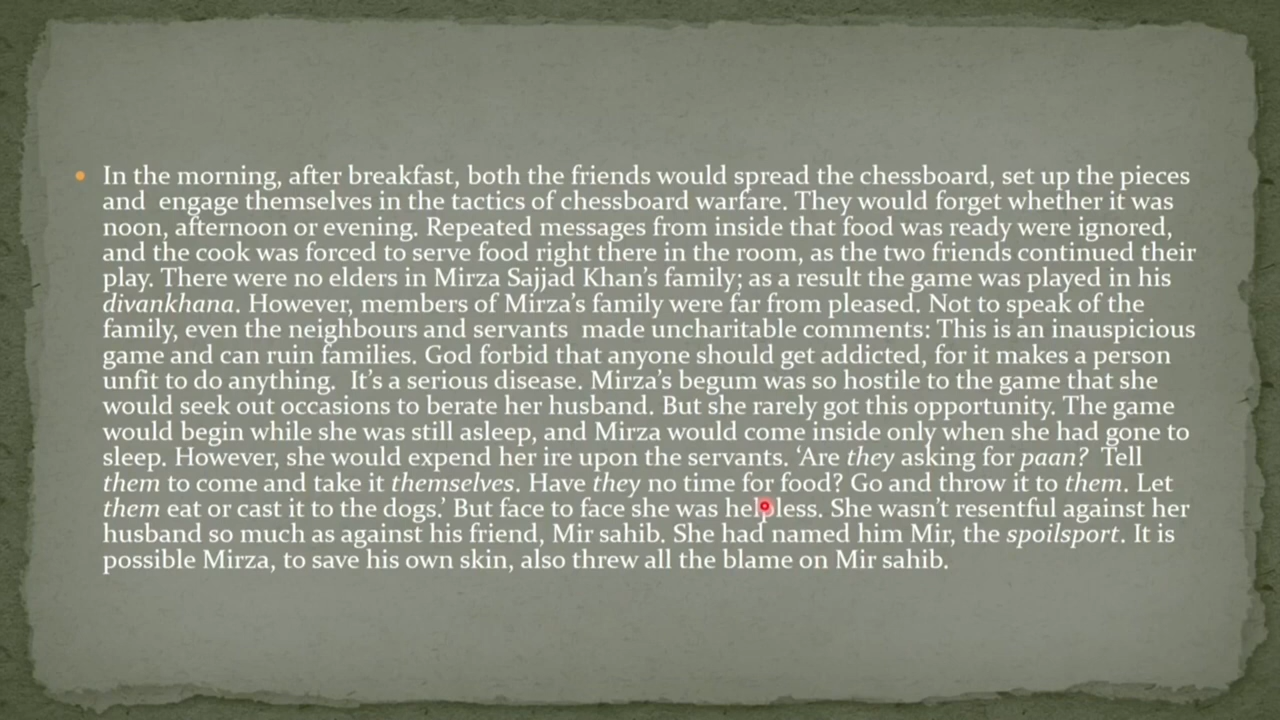 • In the morning, after breakfast, both the friends would spread the chessboard, set up the pieces
and engage themselves in the tactics of chessboard warfare. They would forget whether it was
noon, afternoon or evening. Repeated messages from inside that food was ready were ignored,
and the cook was forced to serve food right there in the room, as the two friends continued their
play. There were no elders in Mirza Sajjad Khan’s family; as a result the game was played in his
divankhana. However, members of Mirza’s family were far from pleased. Not to speak of the
family, even the neighbours and servants made uncharitable comments: This is an inauspicious
game and can ruin families. God forbid that anyone should get addicted, for it makes a person
unfit to do anything. It’s a serious disease. Mirza’s begum was so hostile to the game that she
would seek out occasions to berate her husband. But she rarely got this opportunity. The game
would begin while she was still asleep, and Mirza would come inside only when she had gone to
sleep. However, she would expend her ire upon the servants. ‘Are they asking for paan? Tell
them to come and take it themselves. Have they no time for food? Go and throw it to them. Let
them eat or cast it to the dogs.’ But face to face she was helpless. She wasn’t resentful against her
husband so much as against his friend, Mir sahib. She had named him Mir, the spoilsport. It is
possible Mirza, to save his own skin, also threw all the blame on Mir sahib.